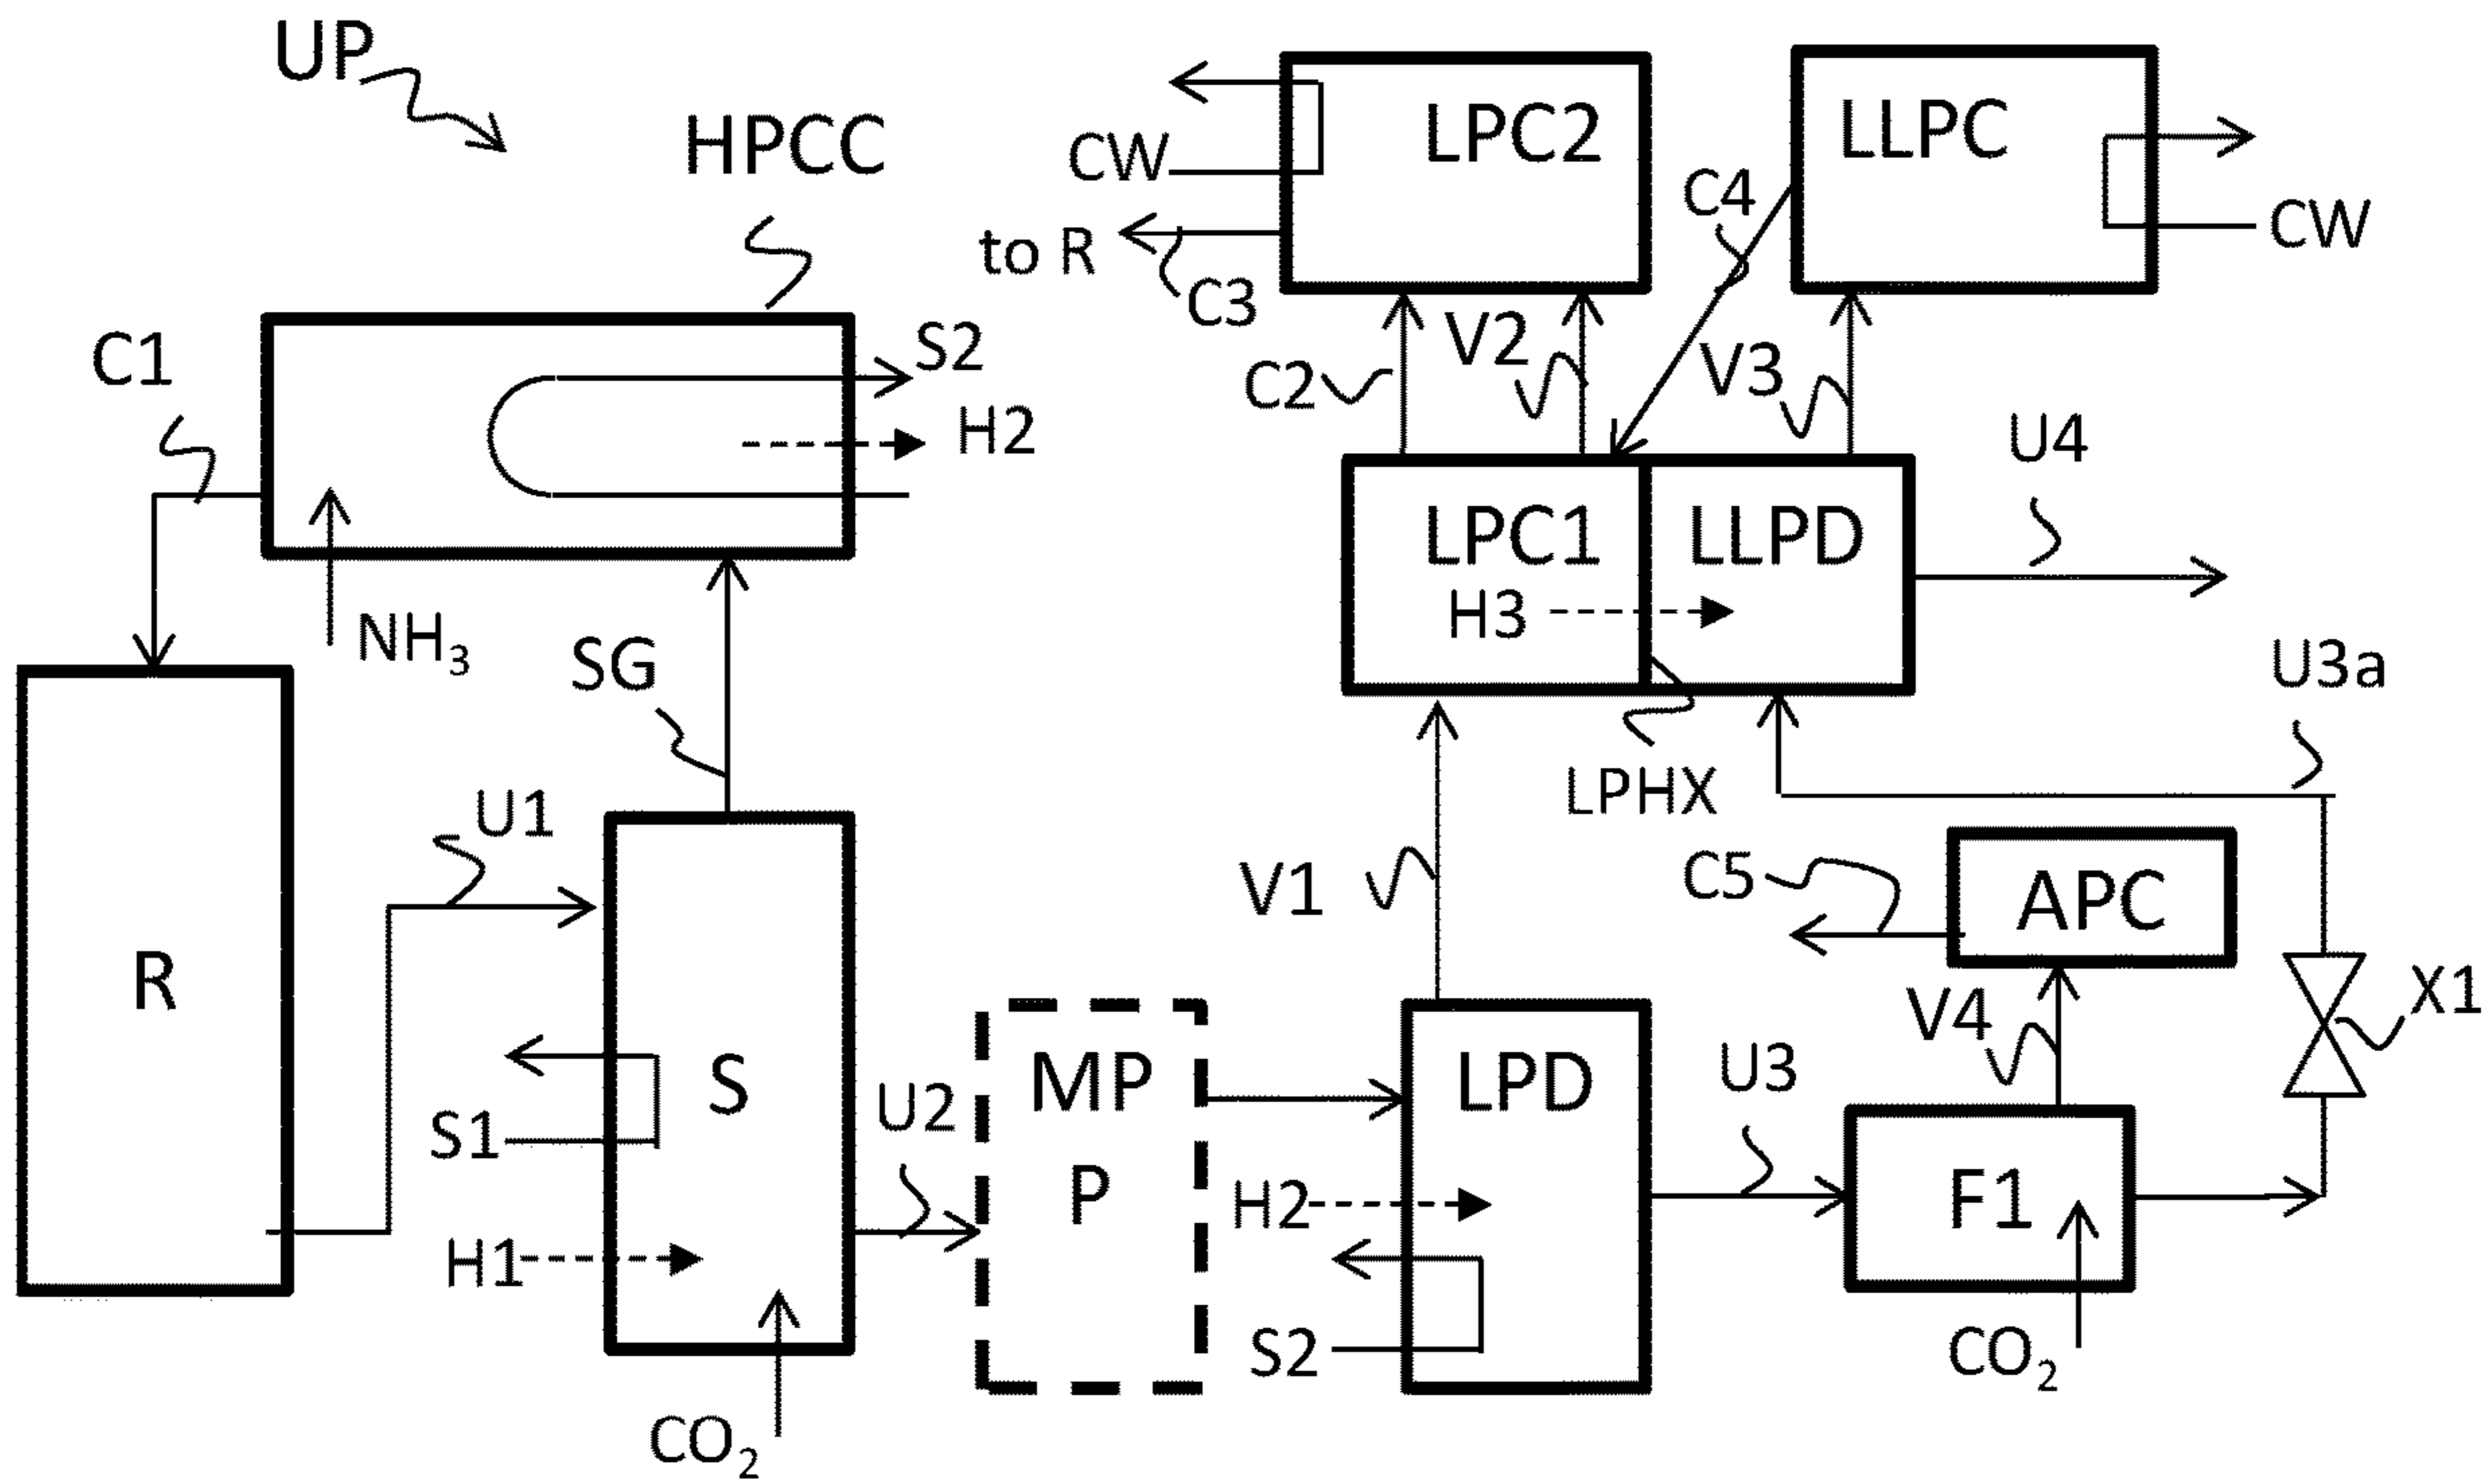 UP
HPCC
LPC2
LLPC
CW
C4
to R
CW
C3
C1
S2
V2
V3
C2
H2
U4
LPC1
LLPD
H3
NH₃
SG
U3a
LPHX
U1
V1
C5
APC
R
X1
MP
P
LPD
V4
S
U2
U3
S1
H2
F1
H1
S2
CO₂
CO₂